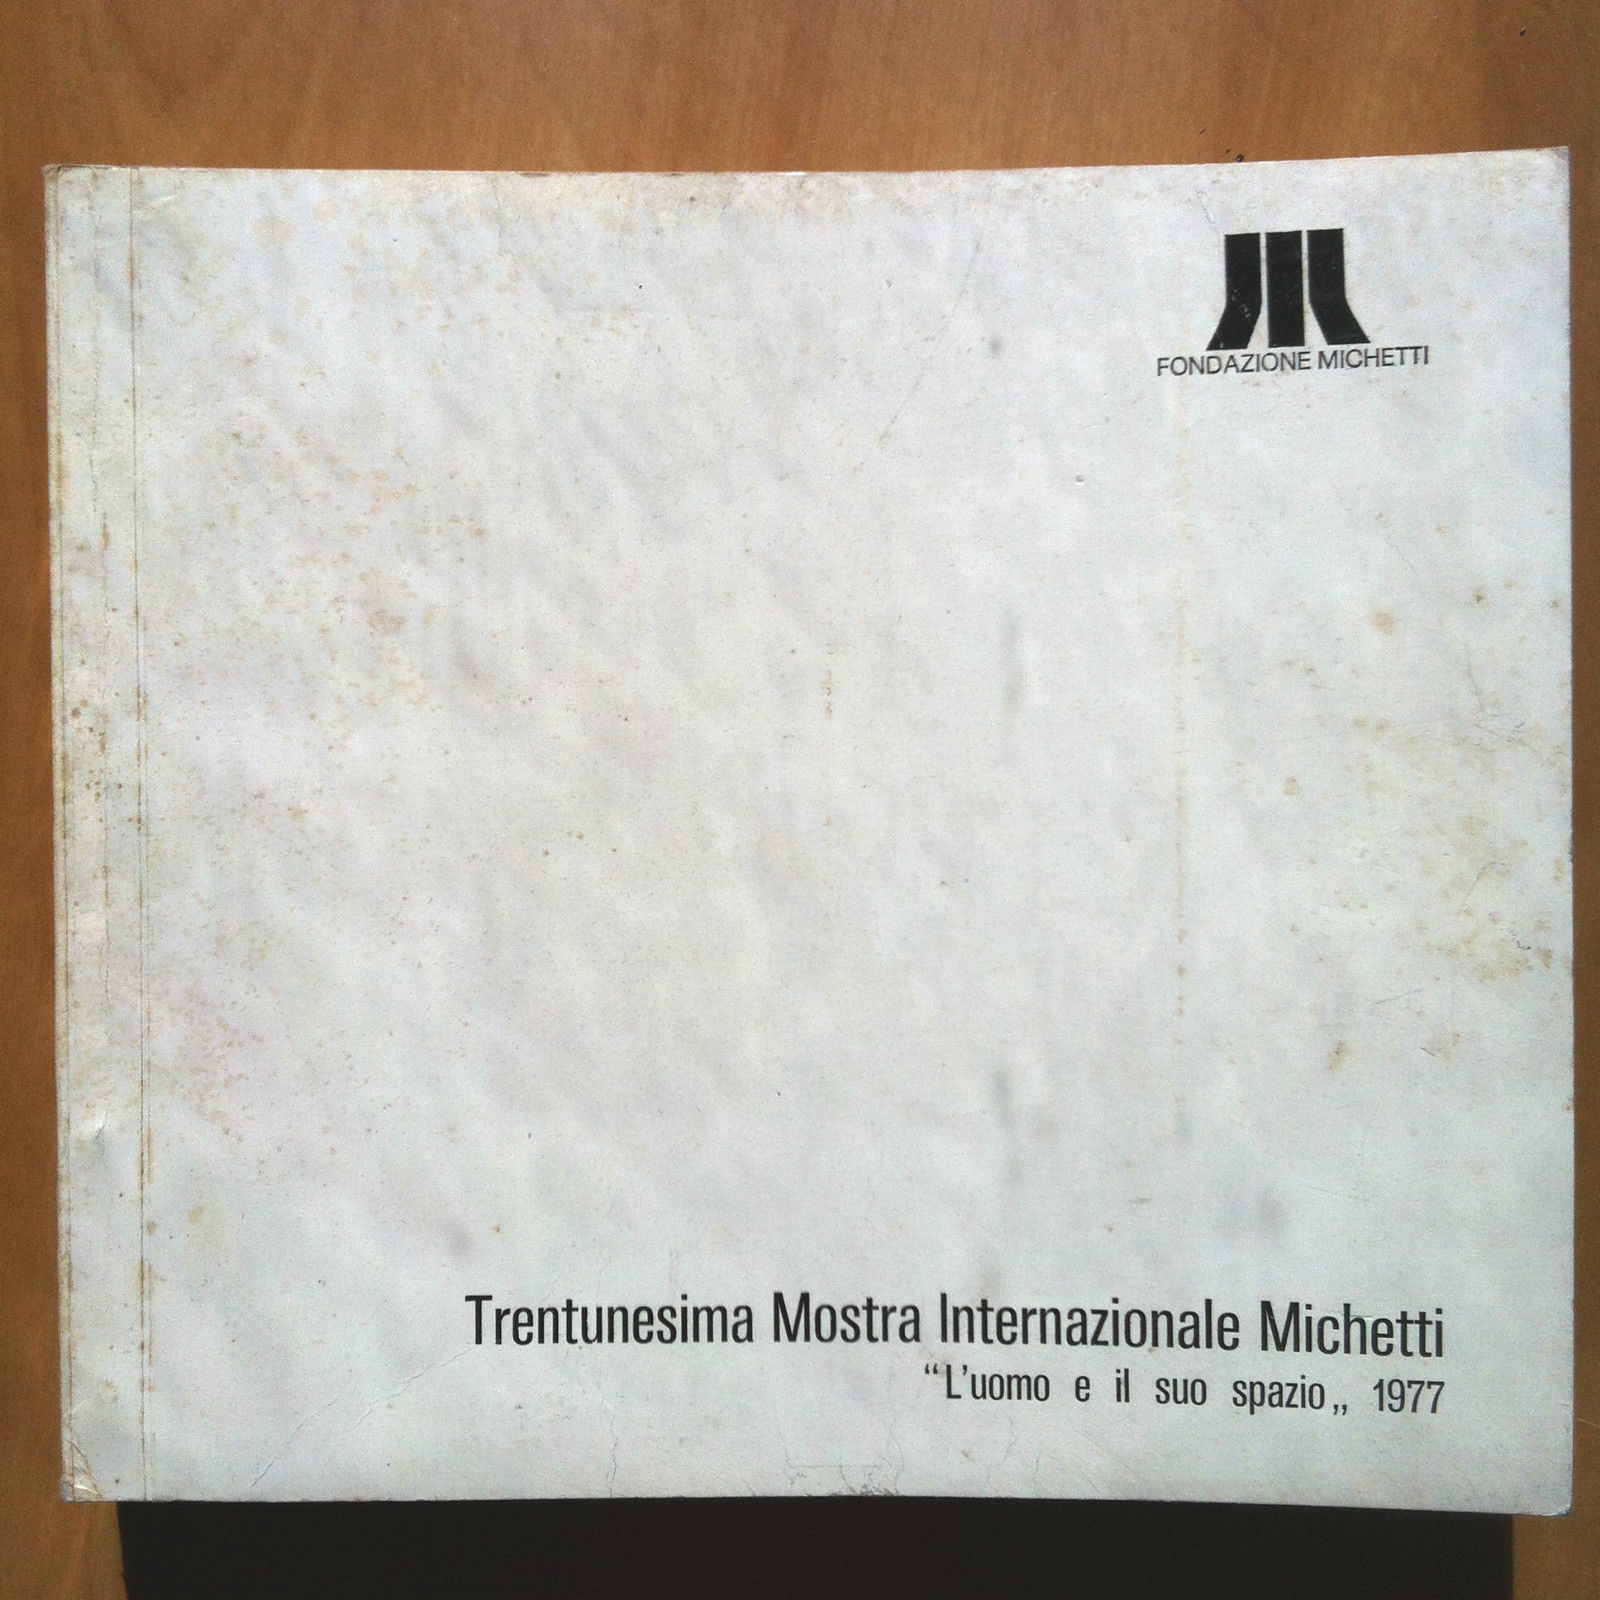 FONDAZIONE MICHETTI
Trentunesima Mostra Internazionale Michetti
“L'uomo e il suo spazio„ 1977